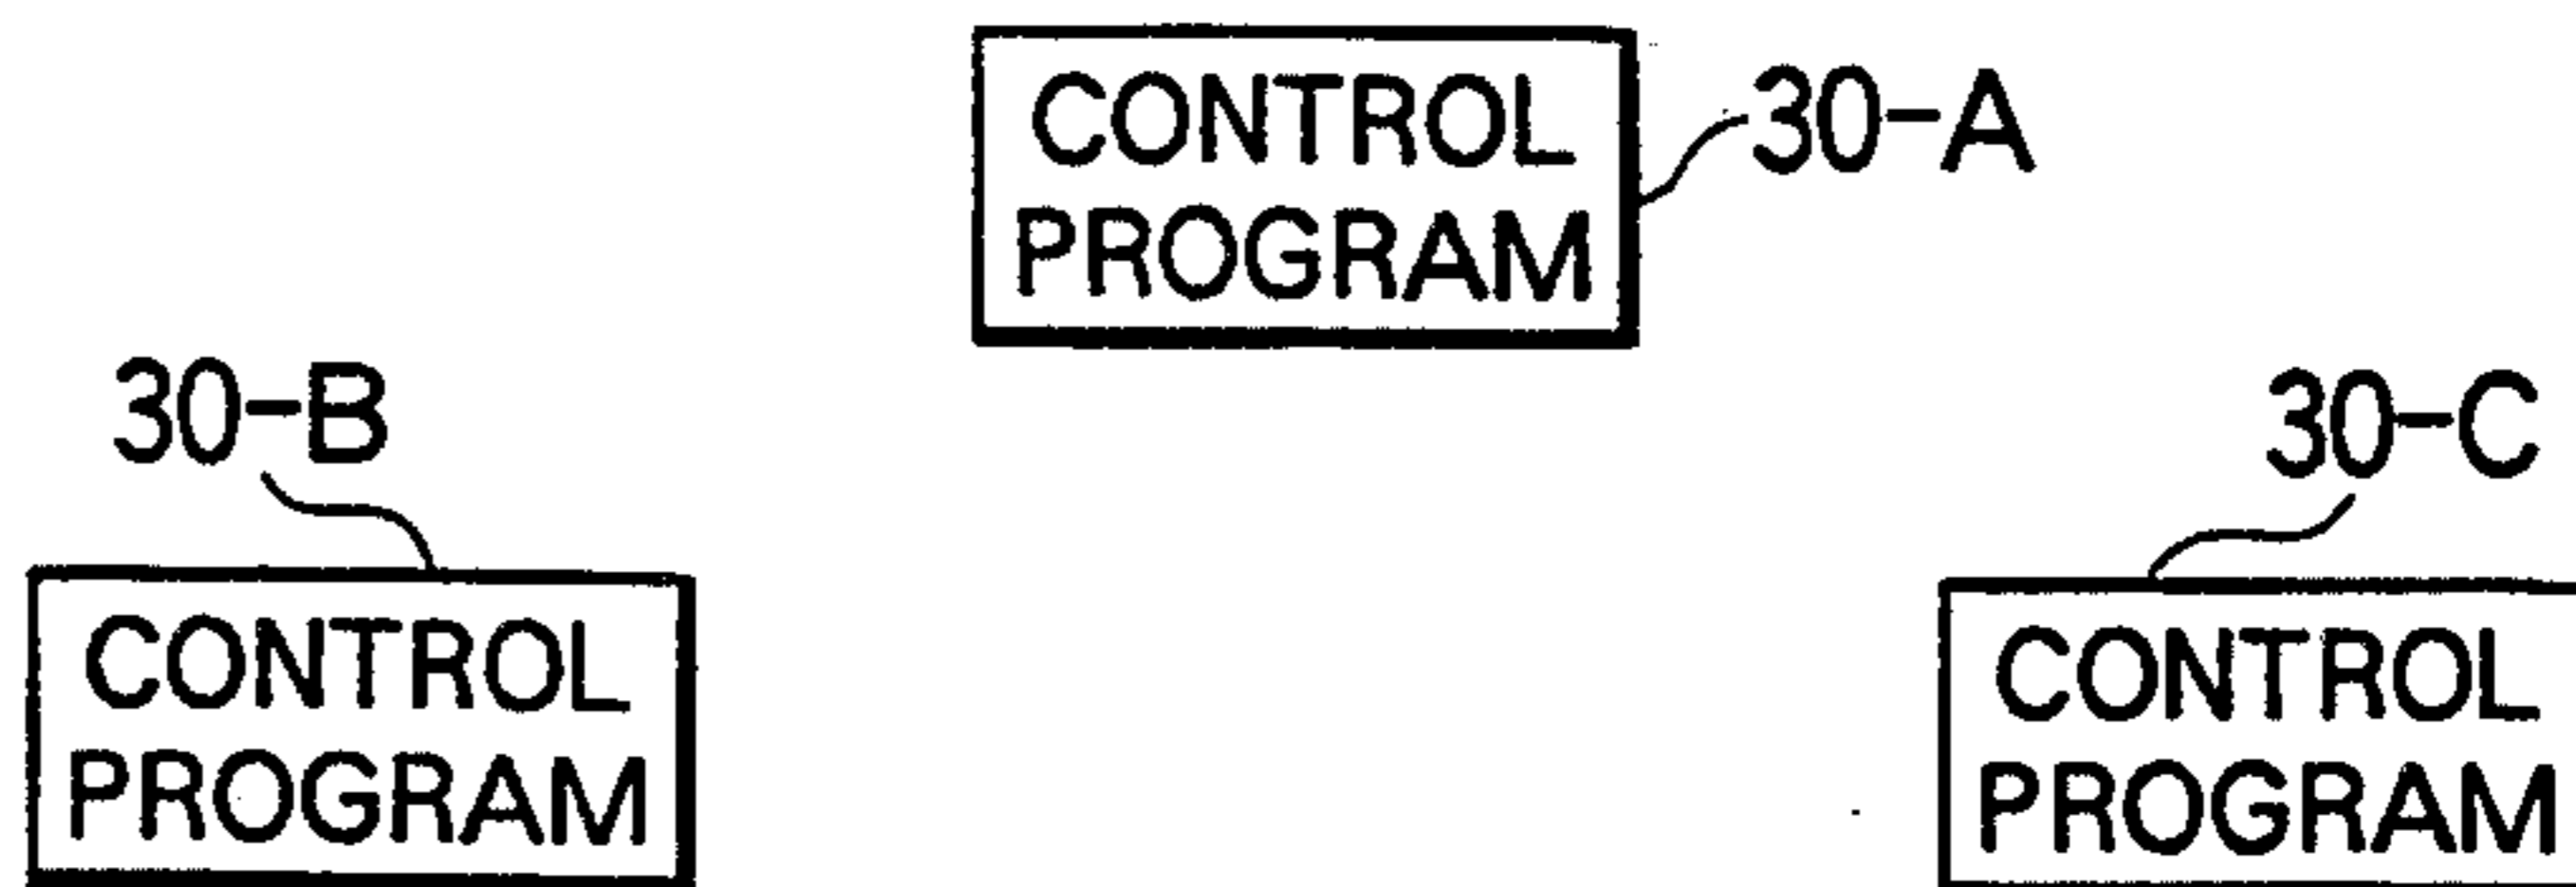 CONTROL
PROGRAM
30-A
30-B
30-C
CONTROL
PROGRAM
CONTROL
PROGRAM